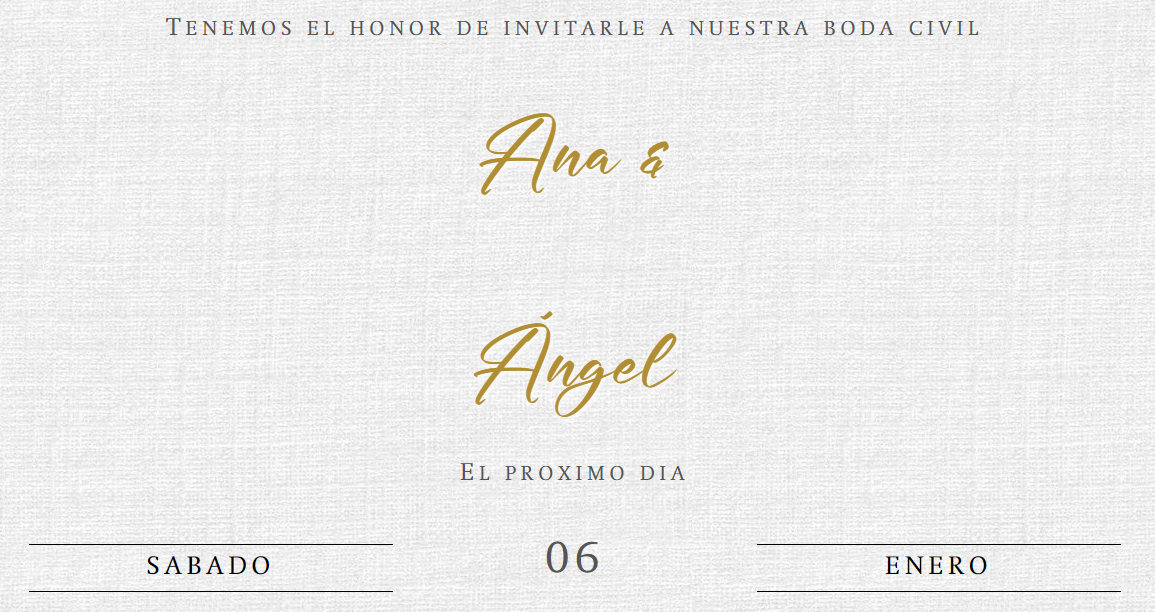 Tenemos el honor de invitarle a nuestra boda civil
Ana &
Ángel
El proximo dia
SABADO 06 ENERO